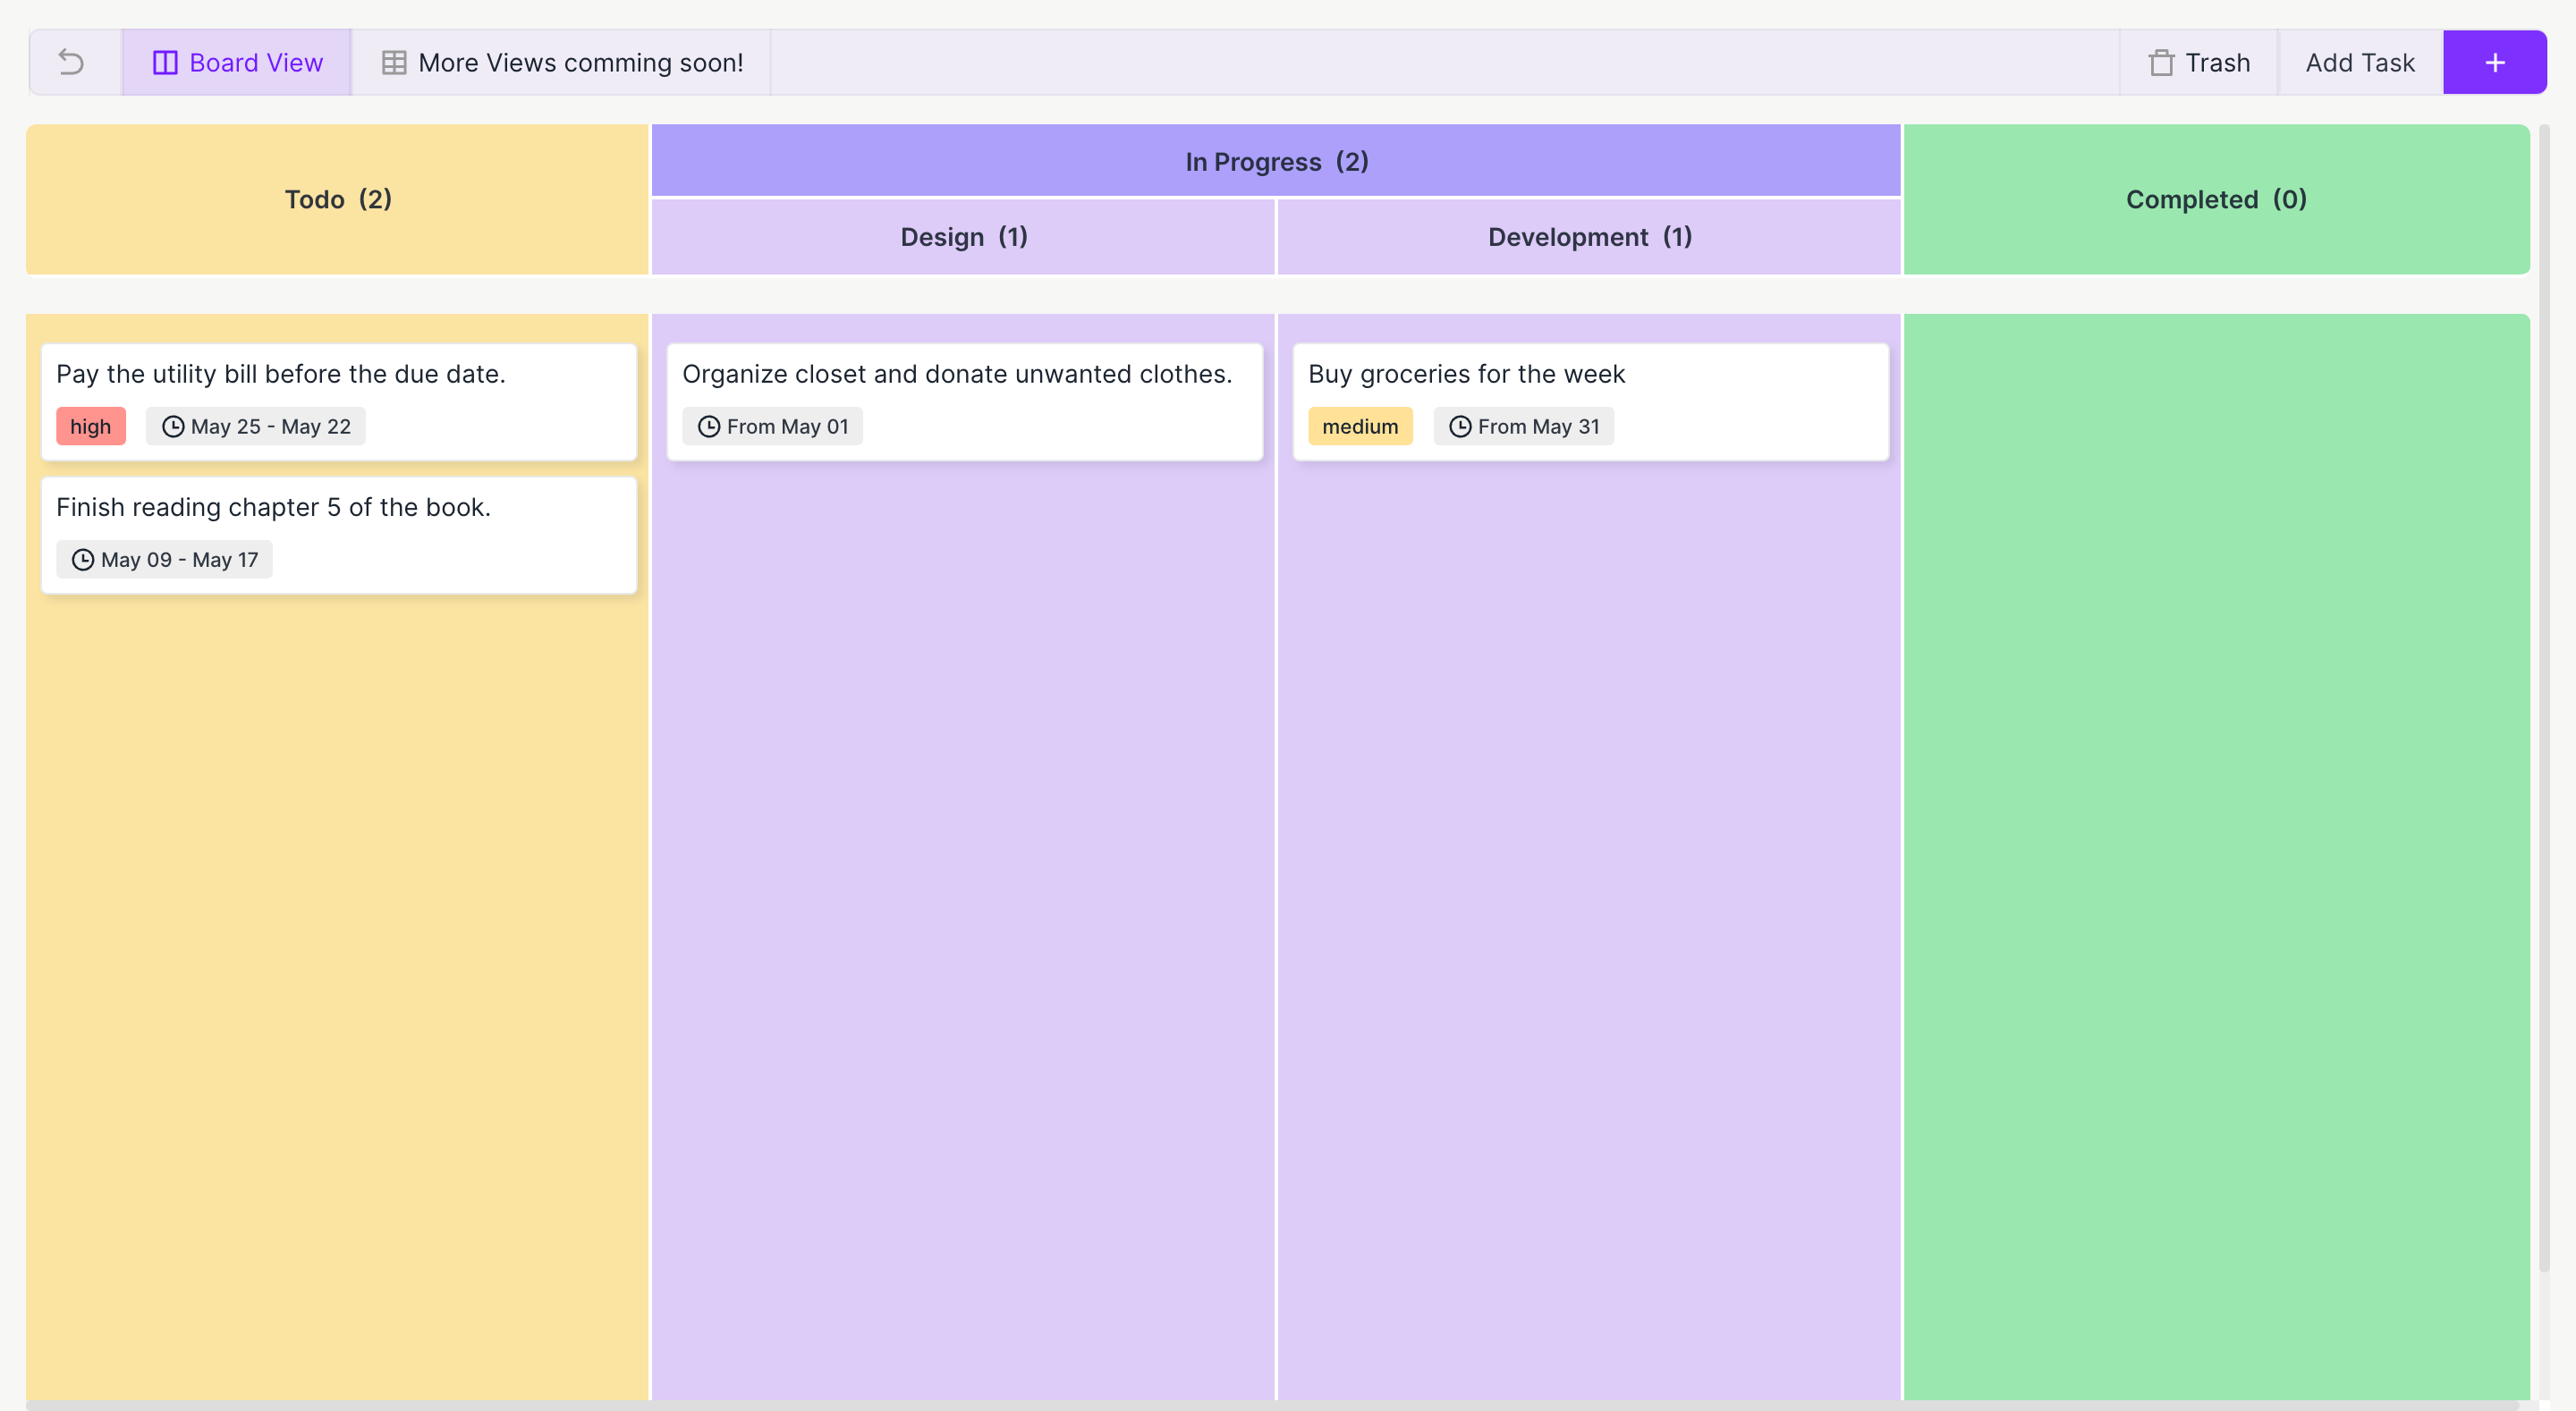 Board View
More Views comming soon!
Trash
Add Task
Todo (2)
In Progress (2)
Design (1)
Development (1)
Completed (0)
Pay the utility bill before the due date.
high
May 25 - May 22
Finish reading chapter 5 of the book.
May 09 - May 17
Organize closet and donate unwanted clothes.
From May 01
Buy groceries for the week
medium
From May 31